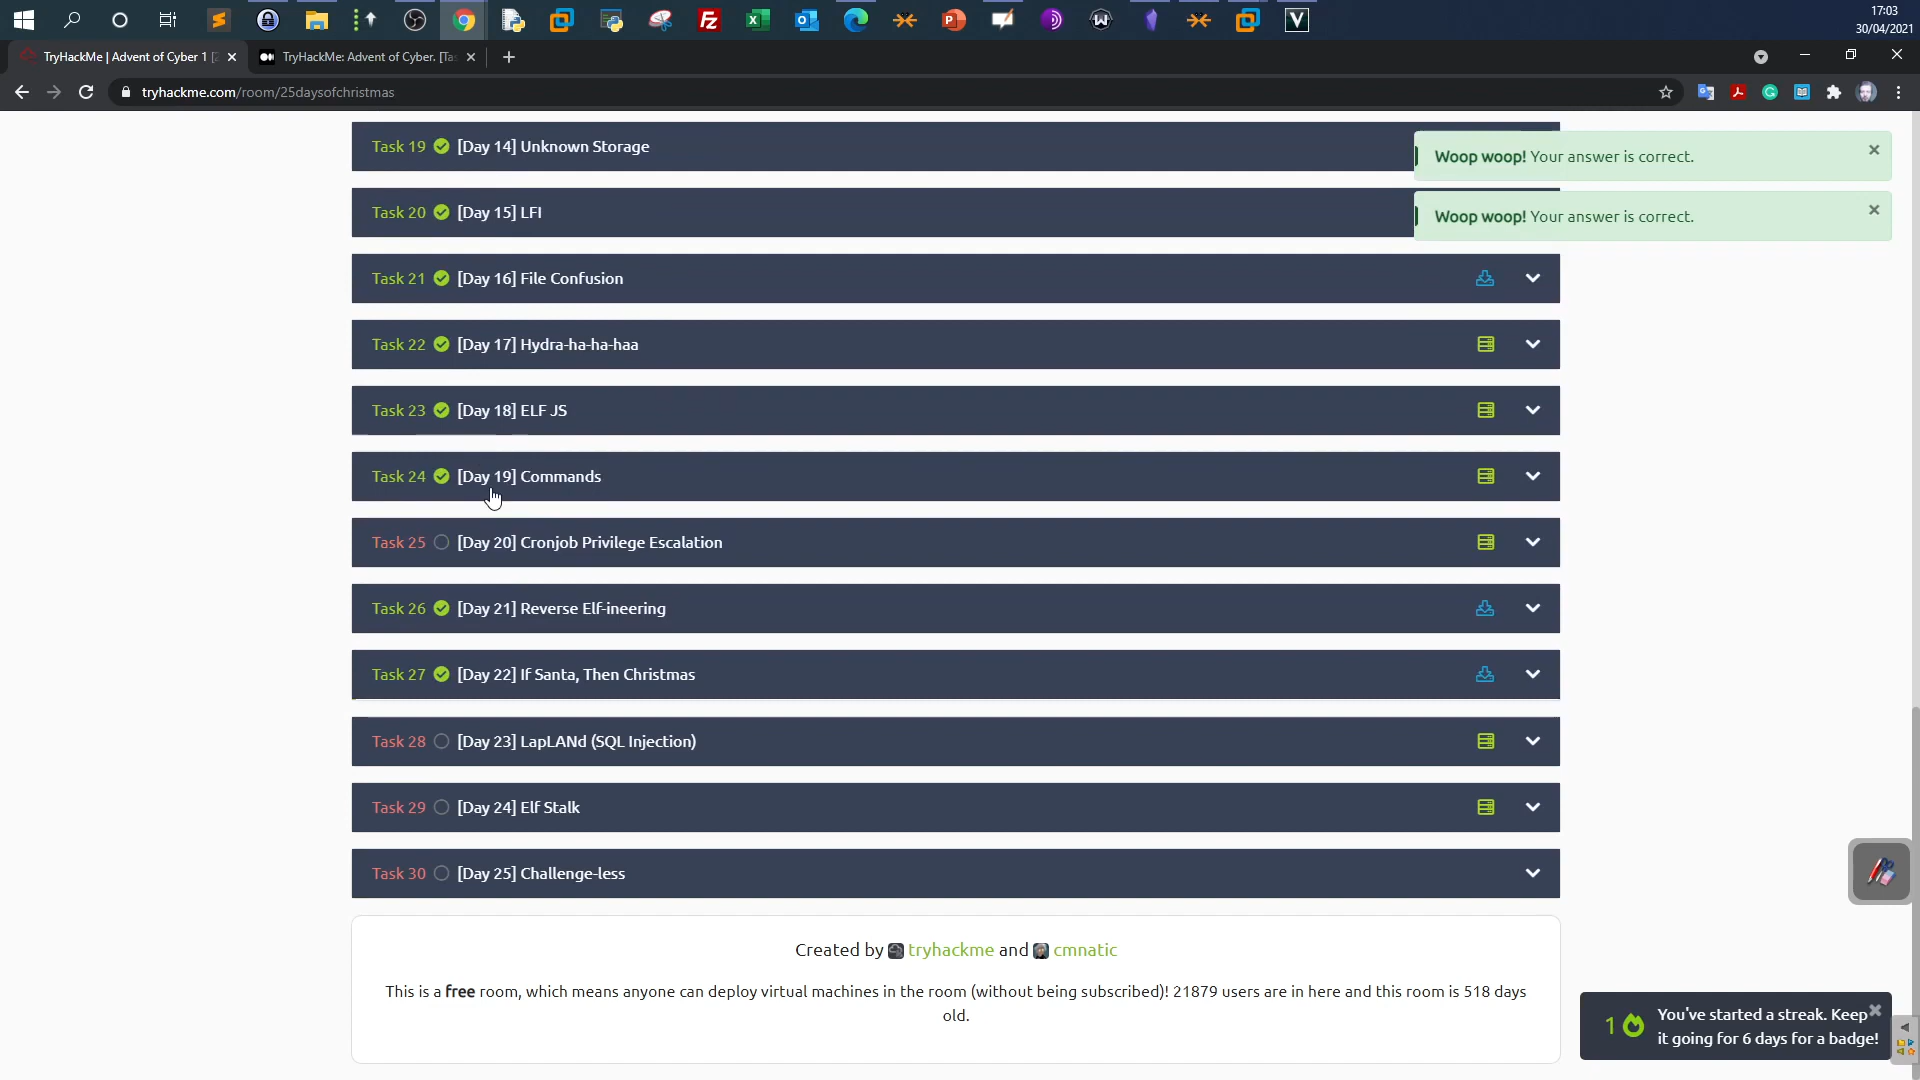 17:03
30/04/2021
TryHackMe | Advent of Cyber 1 [
TryHackMe: Advent of Cyber. [Tas
tryhackme.com/room/25daysofchristmas
Task 19 [Day 14] Unknown Storage
Woop woop! Your answer is correct.
Task 20 [Day 15] LFI
Woop woop! Your answer is correct.
Task 21 [Day 16] File Confusion
Task 22 [Day 17] Hydra-ha-ha-haa
Task 23 [Day 18] ELF JS
Task 24 [Day 19] Commands
Task 25 [Day 20] Cronjob Privilege Escalation
Task 26 [Day 21] Reverse Elf-ineering
Task 27 [Day 22] If Santa, Then Christmas
Task 28 [Day 23] LapLANd (SQL Injection)
Task 29 [Day 24] Elf Stalk
Task 30 [Day 25] Challenge-less
Created by tryhackme and cmnatic
This is a free room, which means anyone can deploy virtual machines in the room (without being subscribed)! 21879 users are in here and this room is 518 days
old.
1 You've started a streak. Keep
it going for 6 days for a badge!